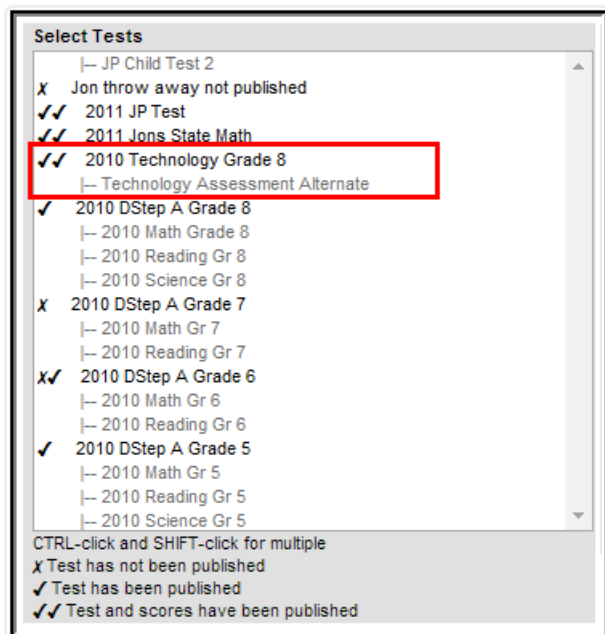 Select Tests
|-- JP Child Test 2
✗ Jon throw away not published
✓✓ 2011 JP Test
✓✓ 2011 Jons State Math
✓✓ 2010 Technology Grade 8
|-- Technology Assessment Alternate
✓ 2010 DStep A Grade 8
|-- 2010 Math Grade 8
|-- 2010 Reading Gr 8
|-- 2010 Science Gr 8
✗ 2010 DStep A Grade 7
|-- 2010 Math Gr 7
|-- 2010 Reading Gr 7
✗✓ 2010 DStep A Grade 6
|-- 2010 Math Gr 6
|-- 2010 Reading Gr 6
✓ 2010 DStep A Grade 5
|-- 2010 Math Gr 5
|-- 2010 Reading Gr 5
|-- 2010 Science Gr 5
CTRL-click and SHIFT-click for multiple
✗ Test has not been published
✓ Test has been published
✓✓ Test and scores have been published